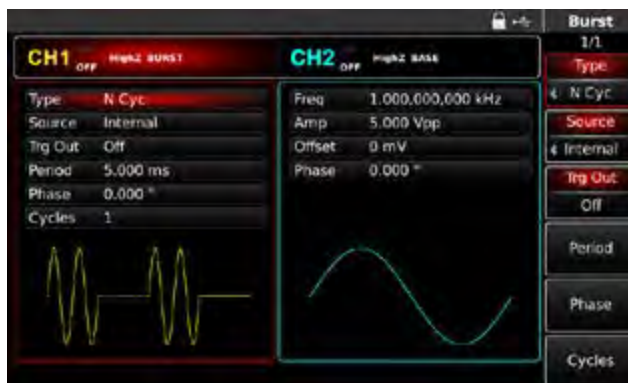 Burst
1/1
CH1 OFF HighZ BURST
CH2 OFF HighZ BASE
Type N Cyc
Source Internal
Trg Out Off
Period 5.000 ms
Phase 0.000 °
Cycles 1
Freq 1.000,000,000 kHz
Amp 5.000 Vpp
Offset 0 mV
Phase 0.000 °
Type
N Cyc
Source
Internal
Trg Out
Off
Period
Phase
Cycles